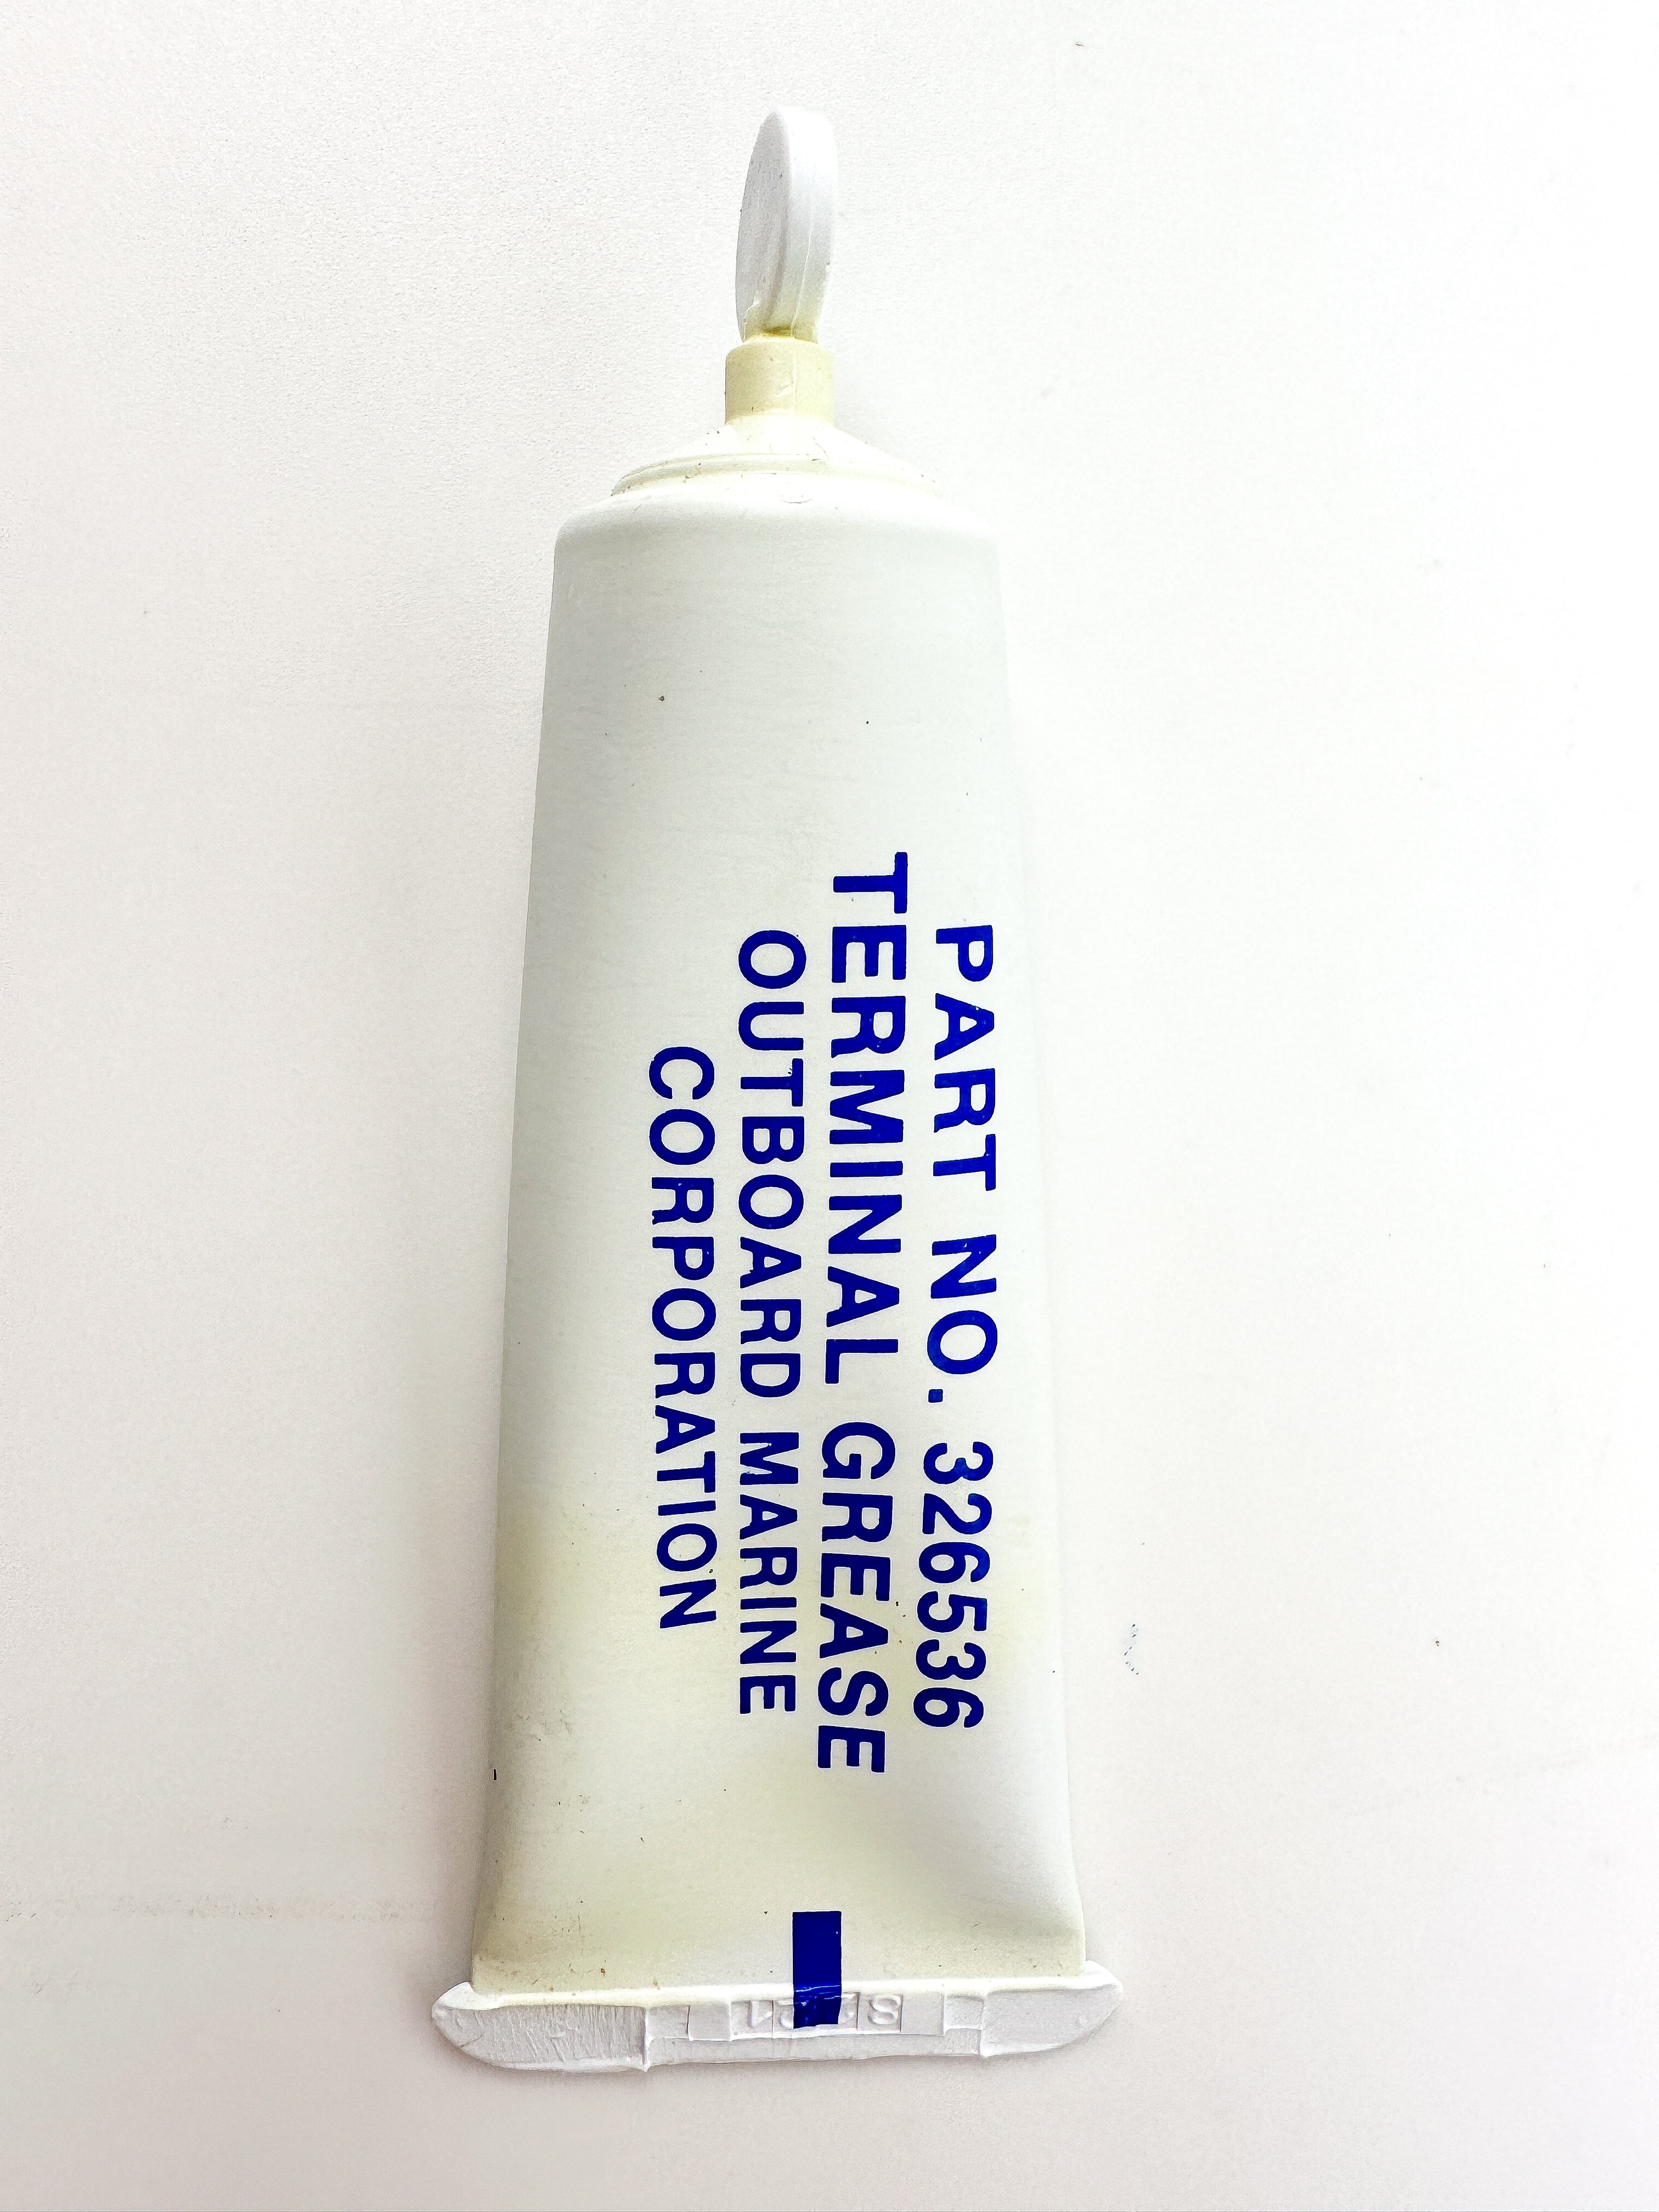 PART NO. 326536
TERMINAL GREASE
OUTBOARD MARINE
CORPORATION